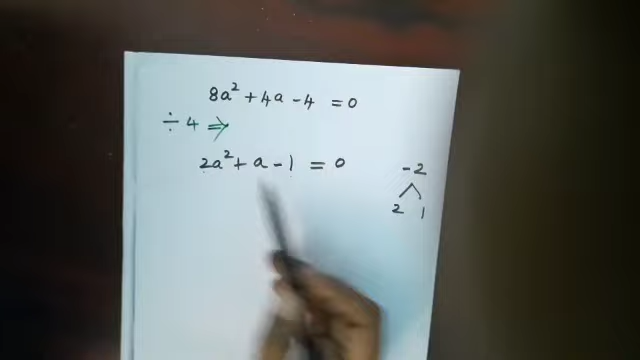 8a² + 4a - 4 = 0
÷ 4 ⇒
2a² + a - 1 = 0
-2
2 1